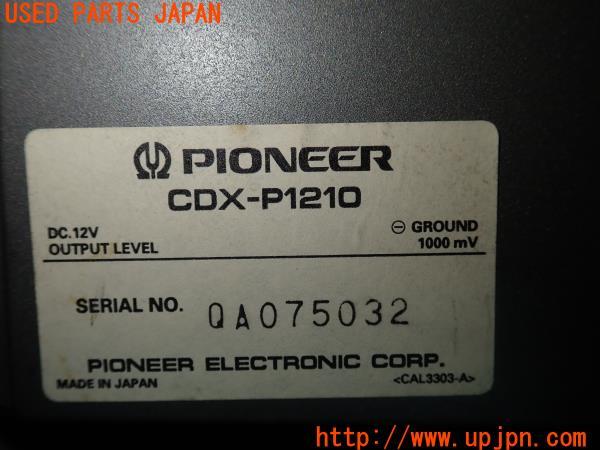 USED PARTS JAPAN
PIONEER
CDX-P1210
DC.12V ⊖ GROUND
OUTPUT LEVEL 1000 mV
SERIAL NO. QA075032
PIONEER ELECTRONIC CORP.
MADE IN JAPAN <CAL3303-A>
http://www.upjpn.com/